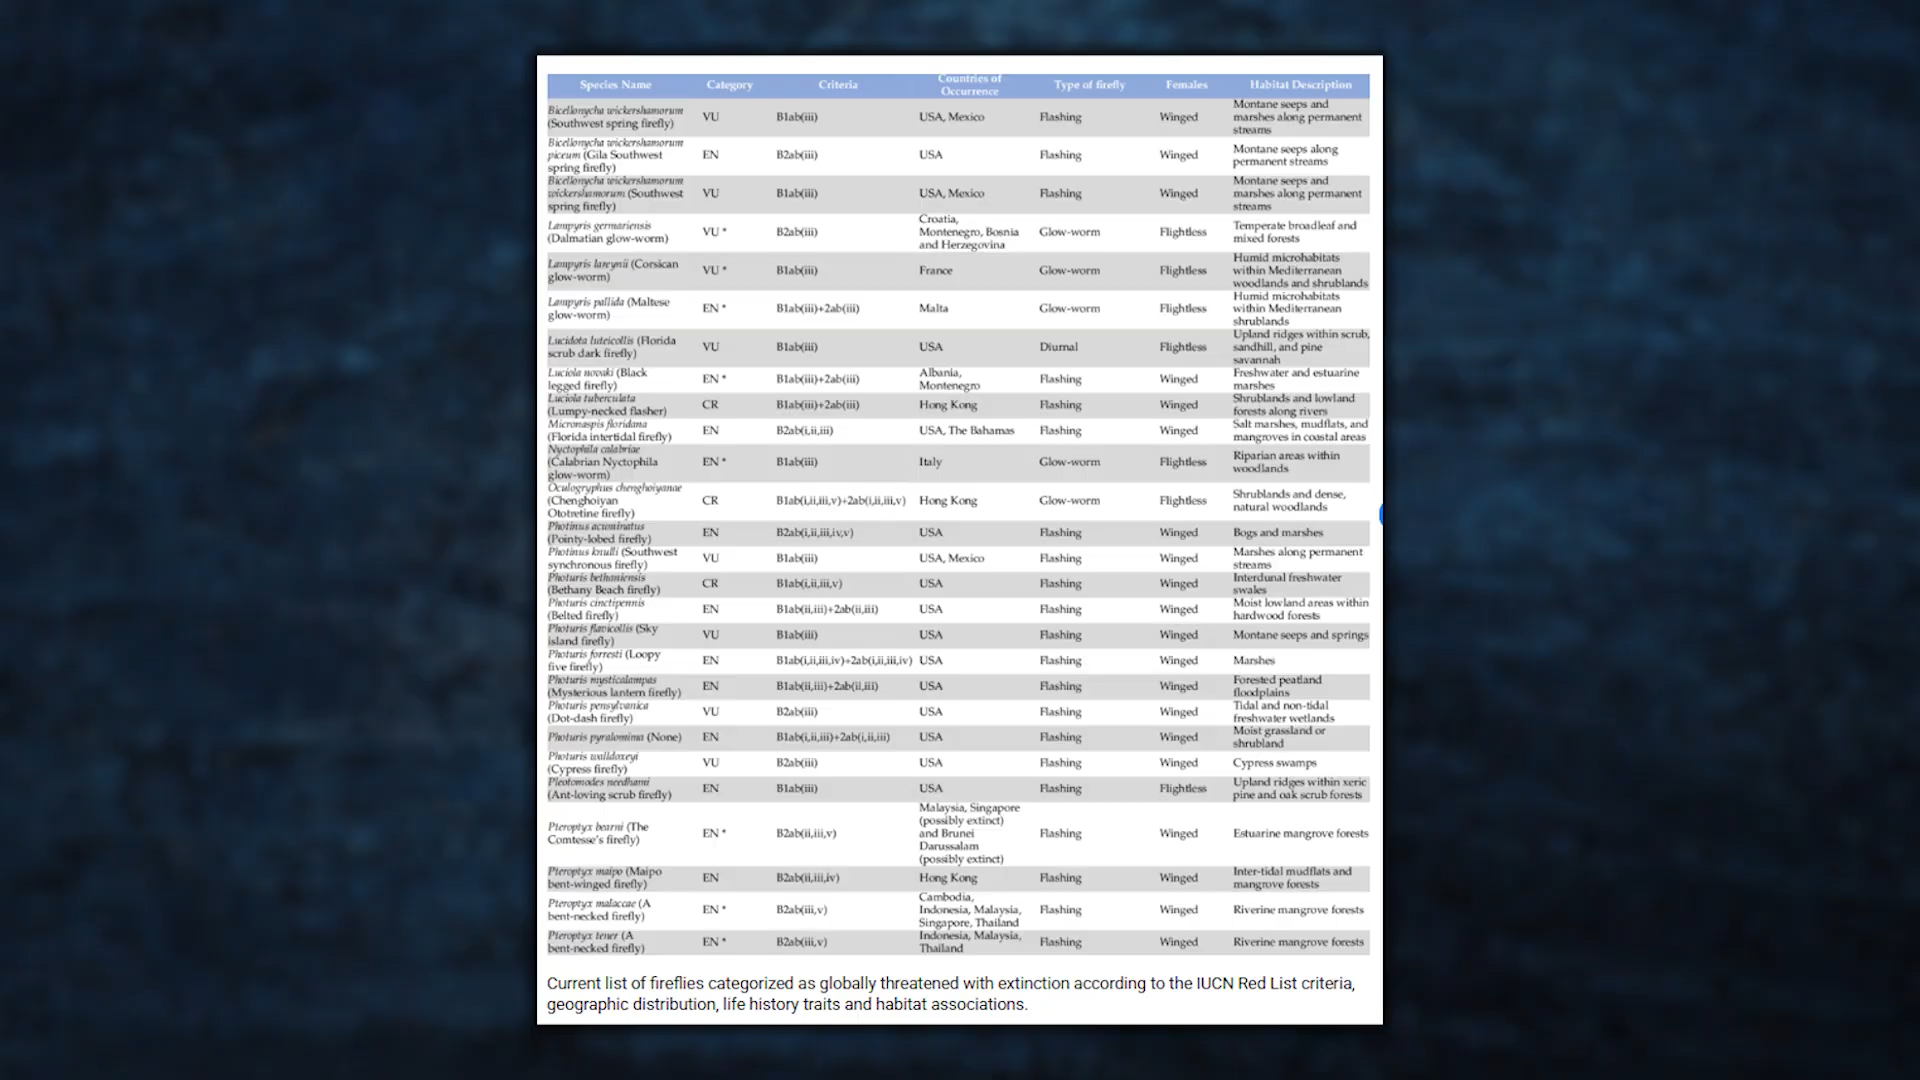 Species Name Category Criteria Countries of Occurrence Type of firefly Females Habitat Description
Bicellonycha wickershamorum (Southwest spring firefly) VU B1ab(iii) USA, Mexico Flashing Winged Montane seeps and marshes along permanent streams
Bicellonycha wickershamorum piceum (Gila Southwest spring firefly) EN B2ab(iii) USA Flashing Winged Montane seeps along permanent streams
Bicellonycha wickershamorum wickershamorum (Southwest spring firefly) VU B1ab(iii) USA, Mexico Flashing Winged Montane seeps and marshes along permanent streams
Lampyris germariensis (Dalmatian glow-worm) VU * B2ab(iii) Croatia, Montenegro, Bosnia and Herzegovina Glow-worm Flightless Temperate broadleaf and mixed forests
Lampyris lareynii (Corsican glow-worm) VU * B1ab(iii) France Glow-worm Flightless Humid microhabitats within Mediterranean woodlands and shrublands
Lampyris pallida (Maltese glow-worm) EN * B1ab(iii)+2ab(iii) Malta Glow-worm Flightless Humid microhabitats within Mediterranean shrublands
Lucidota luteicollis (Florida scrub dark firefly) VU B1ab(iii) USA Diurnal Flightless Upland ridges within scrub, sandhill, and pine savannah
Luciola novaki (Black legged firefly) EN * B1ab(iii)+2ab(iii) Albania, Montenegro Flashing Winged Freshwater and estuarine marshes
Luciola tuberculata (Lumpy-necked flasher) CR B1ab(iii)+2ab(iii) Hong Kong Flashing Winged Shrublands and lowland forests along rivers
Micronaspis floridana (Florida intertidal firefly) EN B2ab(i,ii,iii) USA, The Bahamas Flashing Winged Salt marshes, mudflats, and mangroves in coastal areas
Nyctophila calabriae (Calabrian Nyctophila glow-worm) EN * B1ab(iii) Italy Glow-worm Flightless Riparian areas within woodlands
Oculogryphus chenghoiyanae (Chenghoiyan Ototretine firefly) CR B1ab(i,ii,iii,v)+2ab(i,ii,iii,v) Hong Kong Glow-worm Flightless Shrublands and dense, natural woodlands
Photinus acuminatus (Pointy-lobed firefly) EN B2ab(i,ii,iii,iv,v) USA Flashing Winged Bogs and marshes
Photinus knulli (Southwest synchronous firefly) VU B1ab(iii) USA, Mexico Flashing Winged Marshes along permanent streams
Photuris bethaniensis (Bethany Beach firefly) CR B1ab(i,ii,iii,v) USA Flashing Winged Interdunal freshwater swales
Photuris cinctipennis (Belted firefly) EN B1ab(ii,iii)+2ab(ii,iii) USA Flashing Winged Moist lowland areas within hardwood forests
Photuris flavicollis (Sky island firefly) VU B1ab(iii) USA Flashing Winged Montane seeps and springs
Photuris forresti (Loopy five firefly) EN B1ab(i,ii,iii,iv)+2ab(i,ii,iii,iv) USA Flashing Winged Marshes
Photuris mysticalampas (Mysterious lantern firefly) EN B1ab(ii,iii)+2ab(ii,iii) USA Flashing Winged Forested peatland floodplains
Photuris pensylvanica (Dot-dash firefly) VU B2ab(iii) USA Flashing Winged Tidal and non-tidal freshwater wetlands
Photuris pyralomima (None) EN B1ab(i,ii,iii)+2ab(i,ii,iii) USA Flashing Winged Moist grassland or shrubland
Photuris walldoxeyi (Cypress firefly) VU B2ab(iii) USA Flashing Winged Cypress swamps
Pleotomodes needhami (Ant-loving scrub firefly) EN B1ab(iii) USA Flashing Flightless Upland ridges within xeric pine and oak scrub forests
Pteroptyx bearni (The Comtesse's firefly) EN * B2ab(ii,iii,v) Malaysia, Singapore (possibly extinct) and Brunei Darussalam (possibly extinct) Flashing Winged Estuarine mangrove forests
Pteroptyx maipo (Maipo bent-winged firefly) EN B2ab(ii,iii,iv) Hong Kong Flashing Winged Inter-tidal mudflats and mangrove forests
Pteroptyx malaccae (A bent-necked firefly) EN * B2ab(iii,v) Cambodia, Indonesia, Malaysia, Singapore, Thailand Flashing Winged Riverine mangrove forests
Pteroptyx tener (A bent-necked firefly) EN * B2ab(iii,v) Indonesia, Malaysia, Thailand Flashing Winged Riverine mangrove forests
Current list of fireflies categorized as globally threatened with extinction according to the IUCN Red List criteria,
geographic distribution, life history traits and habitat associations.